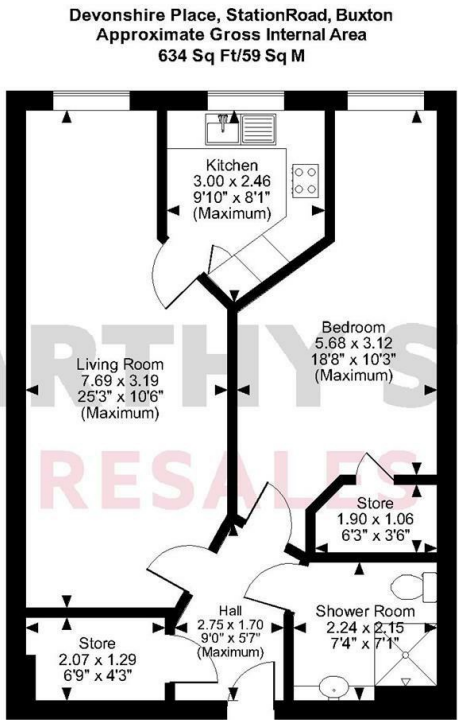 Devonshire Place, StationRoad, Buxton
Approximate Gross Internal Area
634 Sq Ft/59 Sq M
Kitchen
3.00 x 2.46
9'10" x 8'1"
(Maximum)
Bedroom
5.68 x 3.12
18'8" x 10'3"
(Maximum)
Living Room
7.69 x 3.19
25'3" x 10'6"
(Maximum)
ARTHY S
RESALES
Store
1.90 x 1.06
6'3" x 3'6"
Hall
2.75 x 1.70
9'0" x 5'7"
(Maximum)
Shower Room
2.24 x 2.15
7'4" x 7'1"
Store
2.07 x 1.29
6'9" x 4'3"